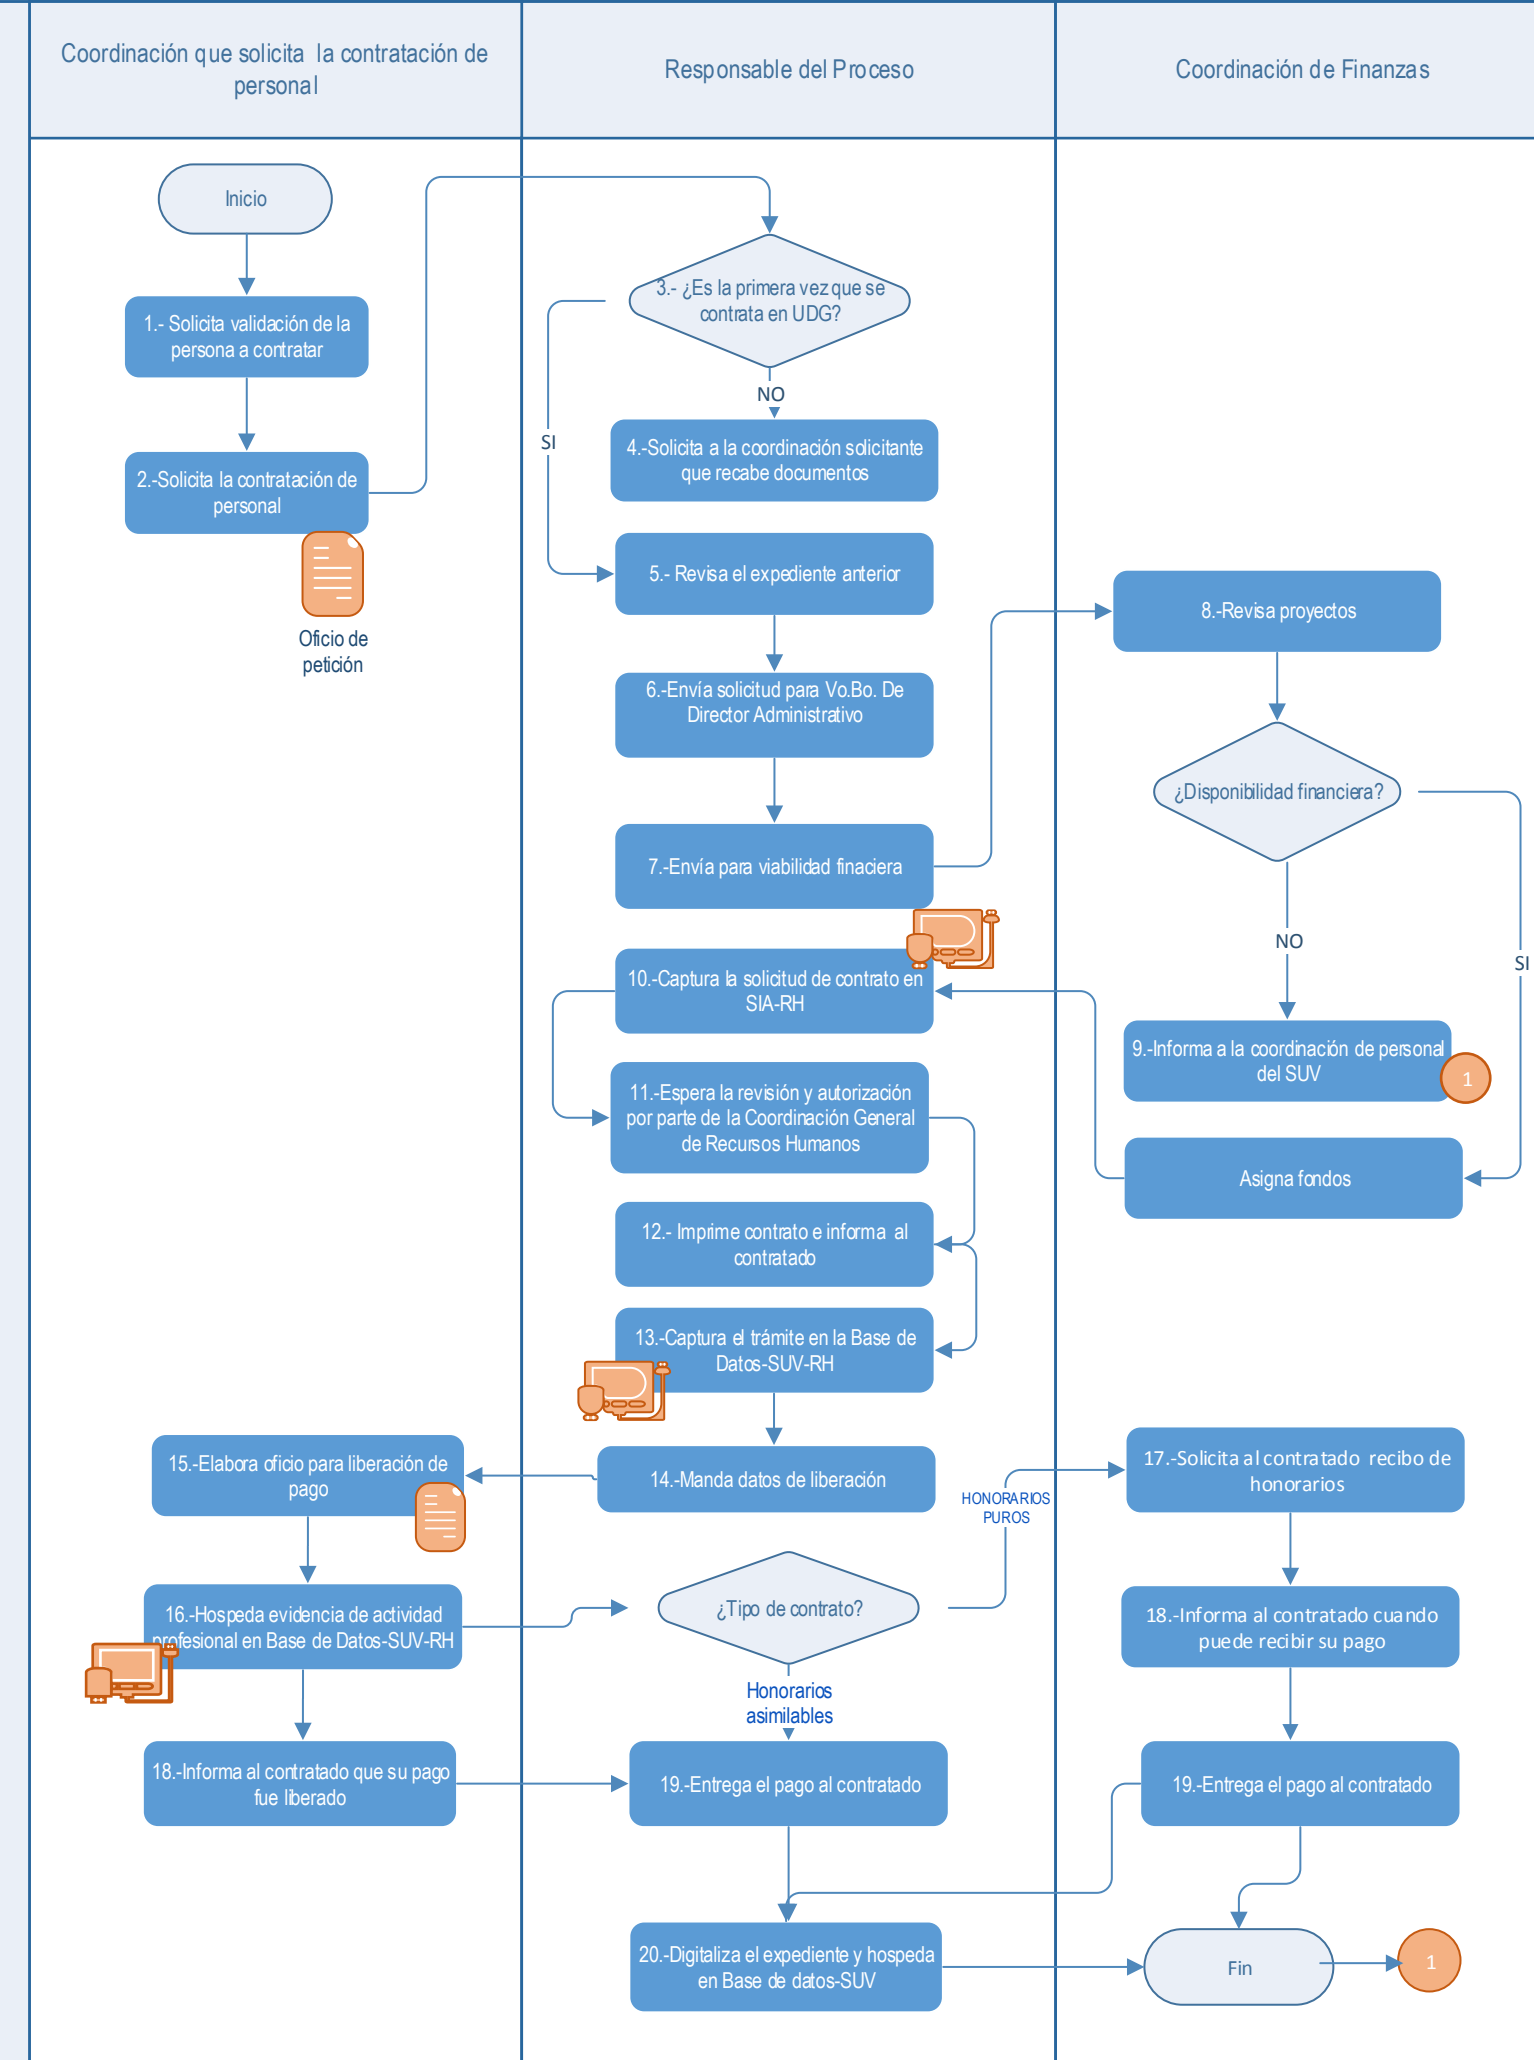 Coordinación que solicita la contratación de
personal
Responsable del Proceso
Coordinación de Finanzas
Inicio
1.- Solicita validación de la
persona a contratar
2.-Solicita la contratación de
personal
Oficio de
petición
3.- ¿Es la primera vez que se
contrata en UDG?
NO
SI
4.-Solicita a la coordinación solicitante
que recabe documentos
5.- Revisa el expediente anterior
6.-Envía solicitud para Vo.Bo. De
Director Administrativo
7.-Envía para viabilidad finaciera
8.-Revisa proyectos
¿Disponibilidad financiera?
NO
SI
9.-Informa a la coordinación de personal
del SUV
1
Asigna fondos
10.-Captura la solicitud de contrato en
SIA-RH
11.-Espera la revisión y autorización
por parte de la Coordinación General
de Recursos Humanos
12.- Imprime contrato e informa al
contratado
13.-Captura el trámite en la Base de
Datos-SUV-RH
14.-Manda datos de liberación
15.-Elabora oficio para liberación de
pago
16.-Hospeda evidencia de actividad
profesional en Base de Datos-SUV-RH
18.-Informa al contratado que su pago
fue liberado
¿Tipo de contrato?
HONORARIOS
PUROS
Honorarios
asimilables
19.-Entrega el pago al contratado
20.-Digitaliza el expediente y hospeda
en Base de datos-SUV
17.-Solicita al contratado recibo de
honorarios
18.-Informa al contratado cuando
puede recibir su pago
19.-Entrega el pago al contratado
Fin
1